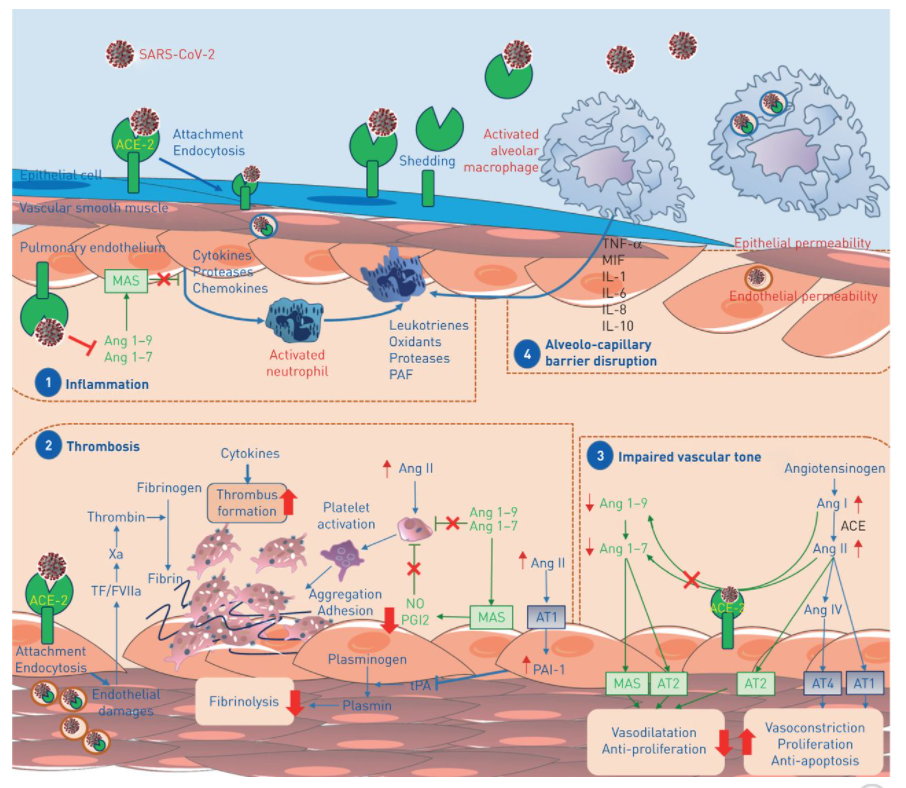 SARS-CoV-2
ACE-2
Attachment
Endocytosis
Shedding
Activated
alveolar
macrophage
Epithelial cell
Vascular smooth muscle
Pulmonary endothelium
MAS
Cytokines
Proteases
Chemokines
Ang 1–9
Ang 1–7
Activated
neutrophil
Leukotrienes
Oxidants
Proteases
PAF
TNF-α
MIF
IL-1
IL-6
IL-8
IL-10
Epithelial permeability
Endothelial permeability
1 Inflammation
4 Alveolo-capillary
barrier disruption
2 Thrombosis
Cytokines
Thrombus
formation
Fibrinogen
Thrombin
Xa
TF/FVIIa
Fibrin
ACE-2
Attachment
Endocytosis
Endothelial
damages
Platelet
activation
Aggregation
Adhesion
Ang II
Ang 1–9
Ang 1–7
NO
PGI2
MAS
Ang II
AT1
PAI-1
Plasminogen
tPA
Plasmin
Fibrinolysis
3 Impaired vascular tone
Angiotensinogen
Ang 1–9
Ang I
ACE
Ang 1–7
Ang II
ACE-2
Ang IV
MAS
AT2
AT2
AT4
AT1
Vasodilatation
Anti-proliferation
Vasoconstriction
Proliferation
Anti-apoptosis